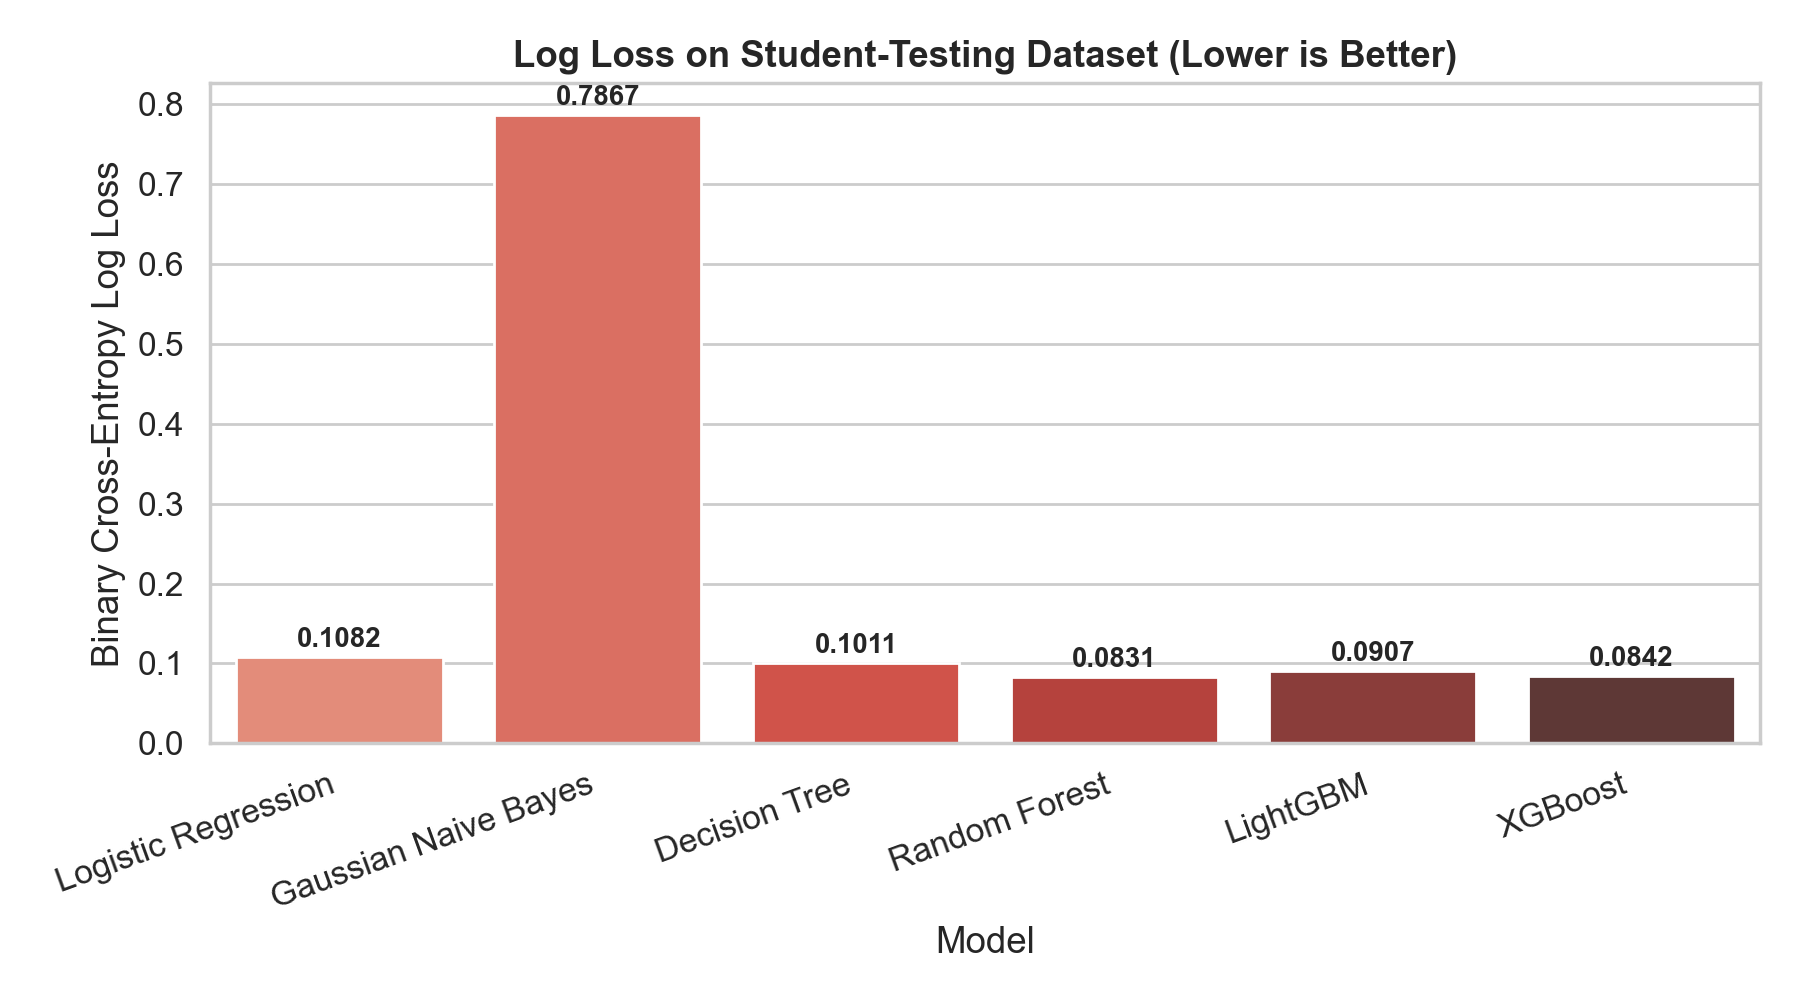 Log Loss on Student-Testing Dataset (Lower is Better)
Binary Cross-Entropy Log Loss
0.8
0.7
0.6
0.5
0.4
0.3
0.2
0.1
0.0
0.1082
0.7867
0.1011
0.0831
0.0907
0.0842
Logistic Regression
Gaussian Naive Bayes
Decision Tree
Random Forest
LightGBM
XGBoost
Model